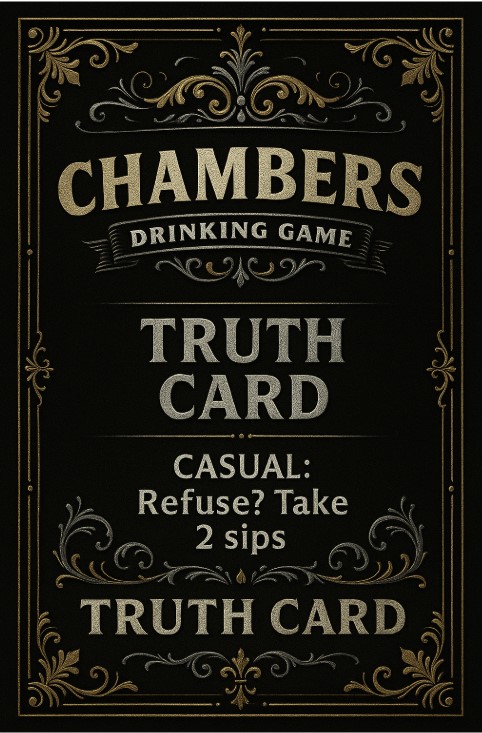 CHAMBERS
DRINKING GAME
TRUTH
CARD
CASUAL:
Refuse? Take
2 sips
TRUTH CARD